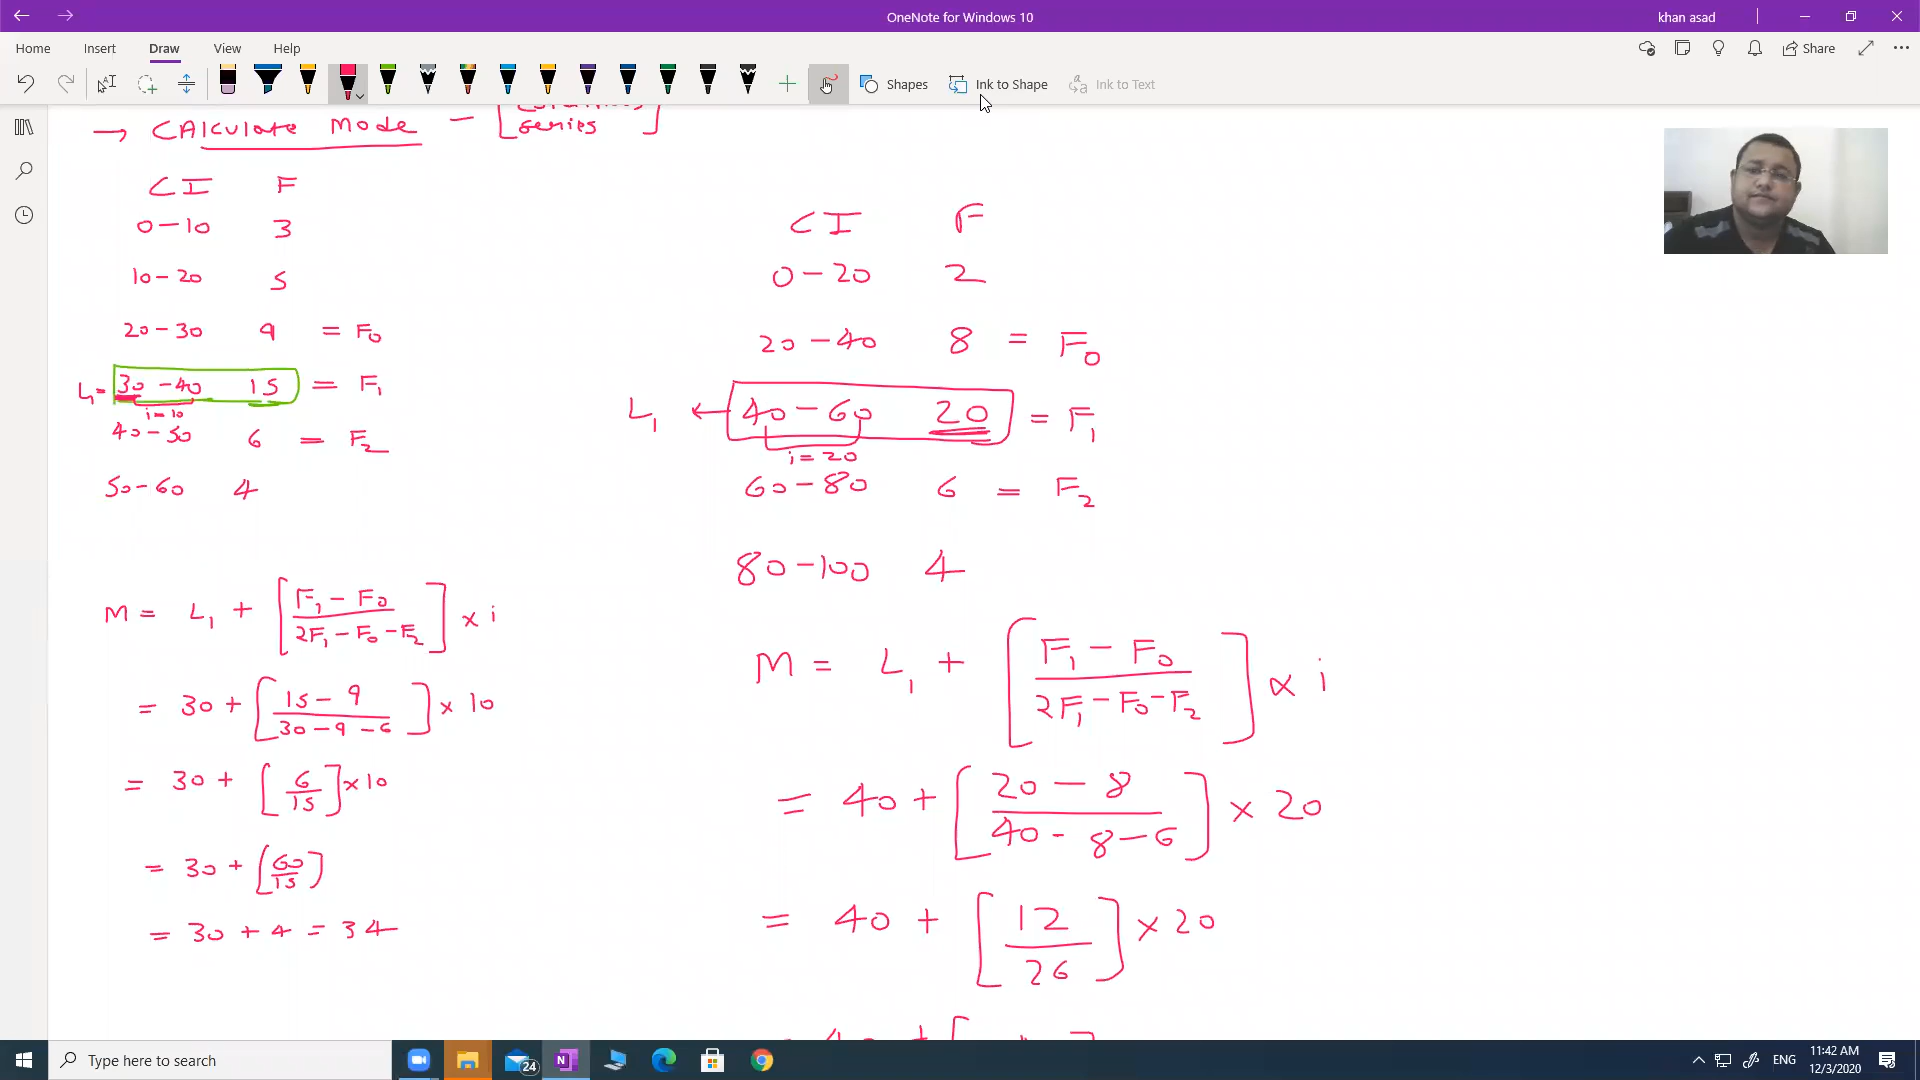 OneNote for Windows 10
khan asad
Home Insert Draw View Help
Share
Shapes
Ink to Shape
Ink to Text
→ CAlculate Mode - [
series ]
CI F
0-10 3
10-20 5
20-30 9 = F₀
L₁= 30-40 15 = F₁
i=10
40-50 6 = F₂
50-60 4
M = L₁ + [F₁-F₀ / 2F₁-F₀-F₂] x i
= 30 + [15-9 / 30-9-6] x 10
= 30 + [6/15] x 10
= 30 + [60/15]
= 30 + 4 = 34
CI F
0-20 2
20-40 8 = F₀
L₁ ← 40-60 20 = F₁
i=20
60-80 6 = F₂
80-100 4
M = L₁ + [F₁-F₀ / 2F₁-F₀-F₂] x i
= 40 + [20-8 / 40-8-6] x 20
= 40 + [12 / 26] x 20
Type here to search
24
ENG
11:42 AM
12/3/2020